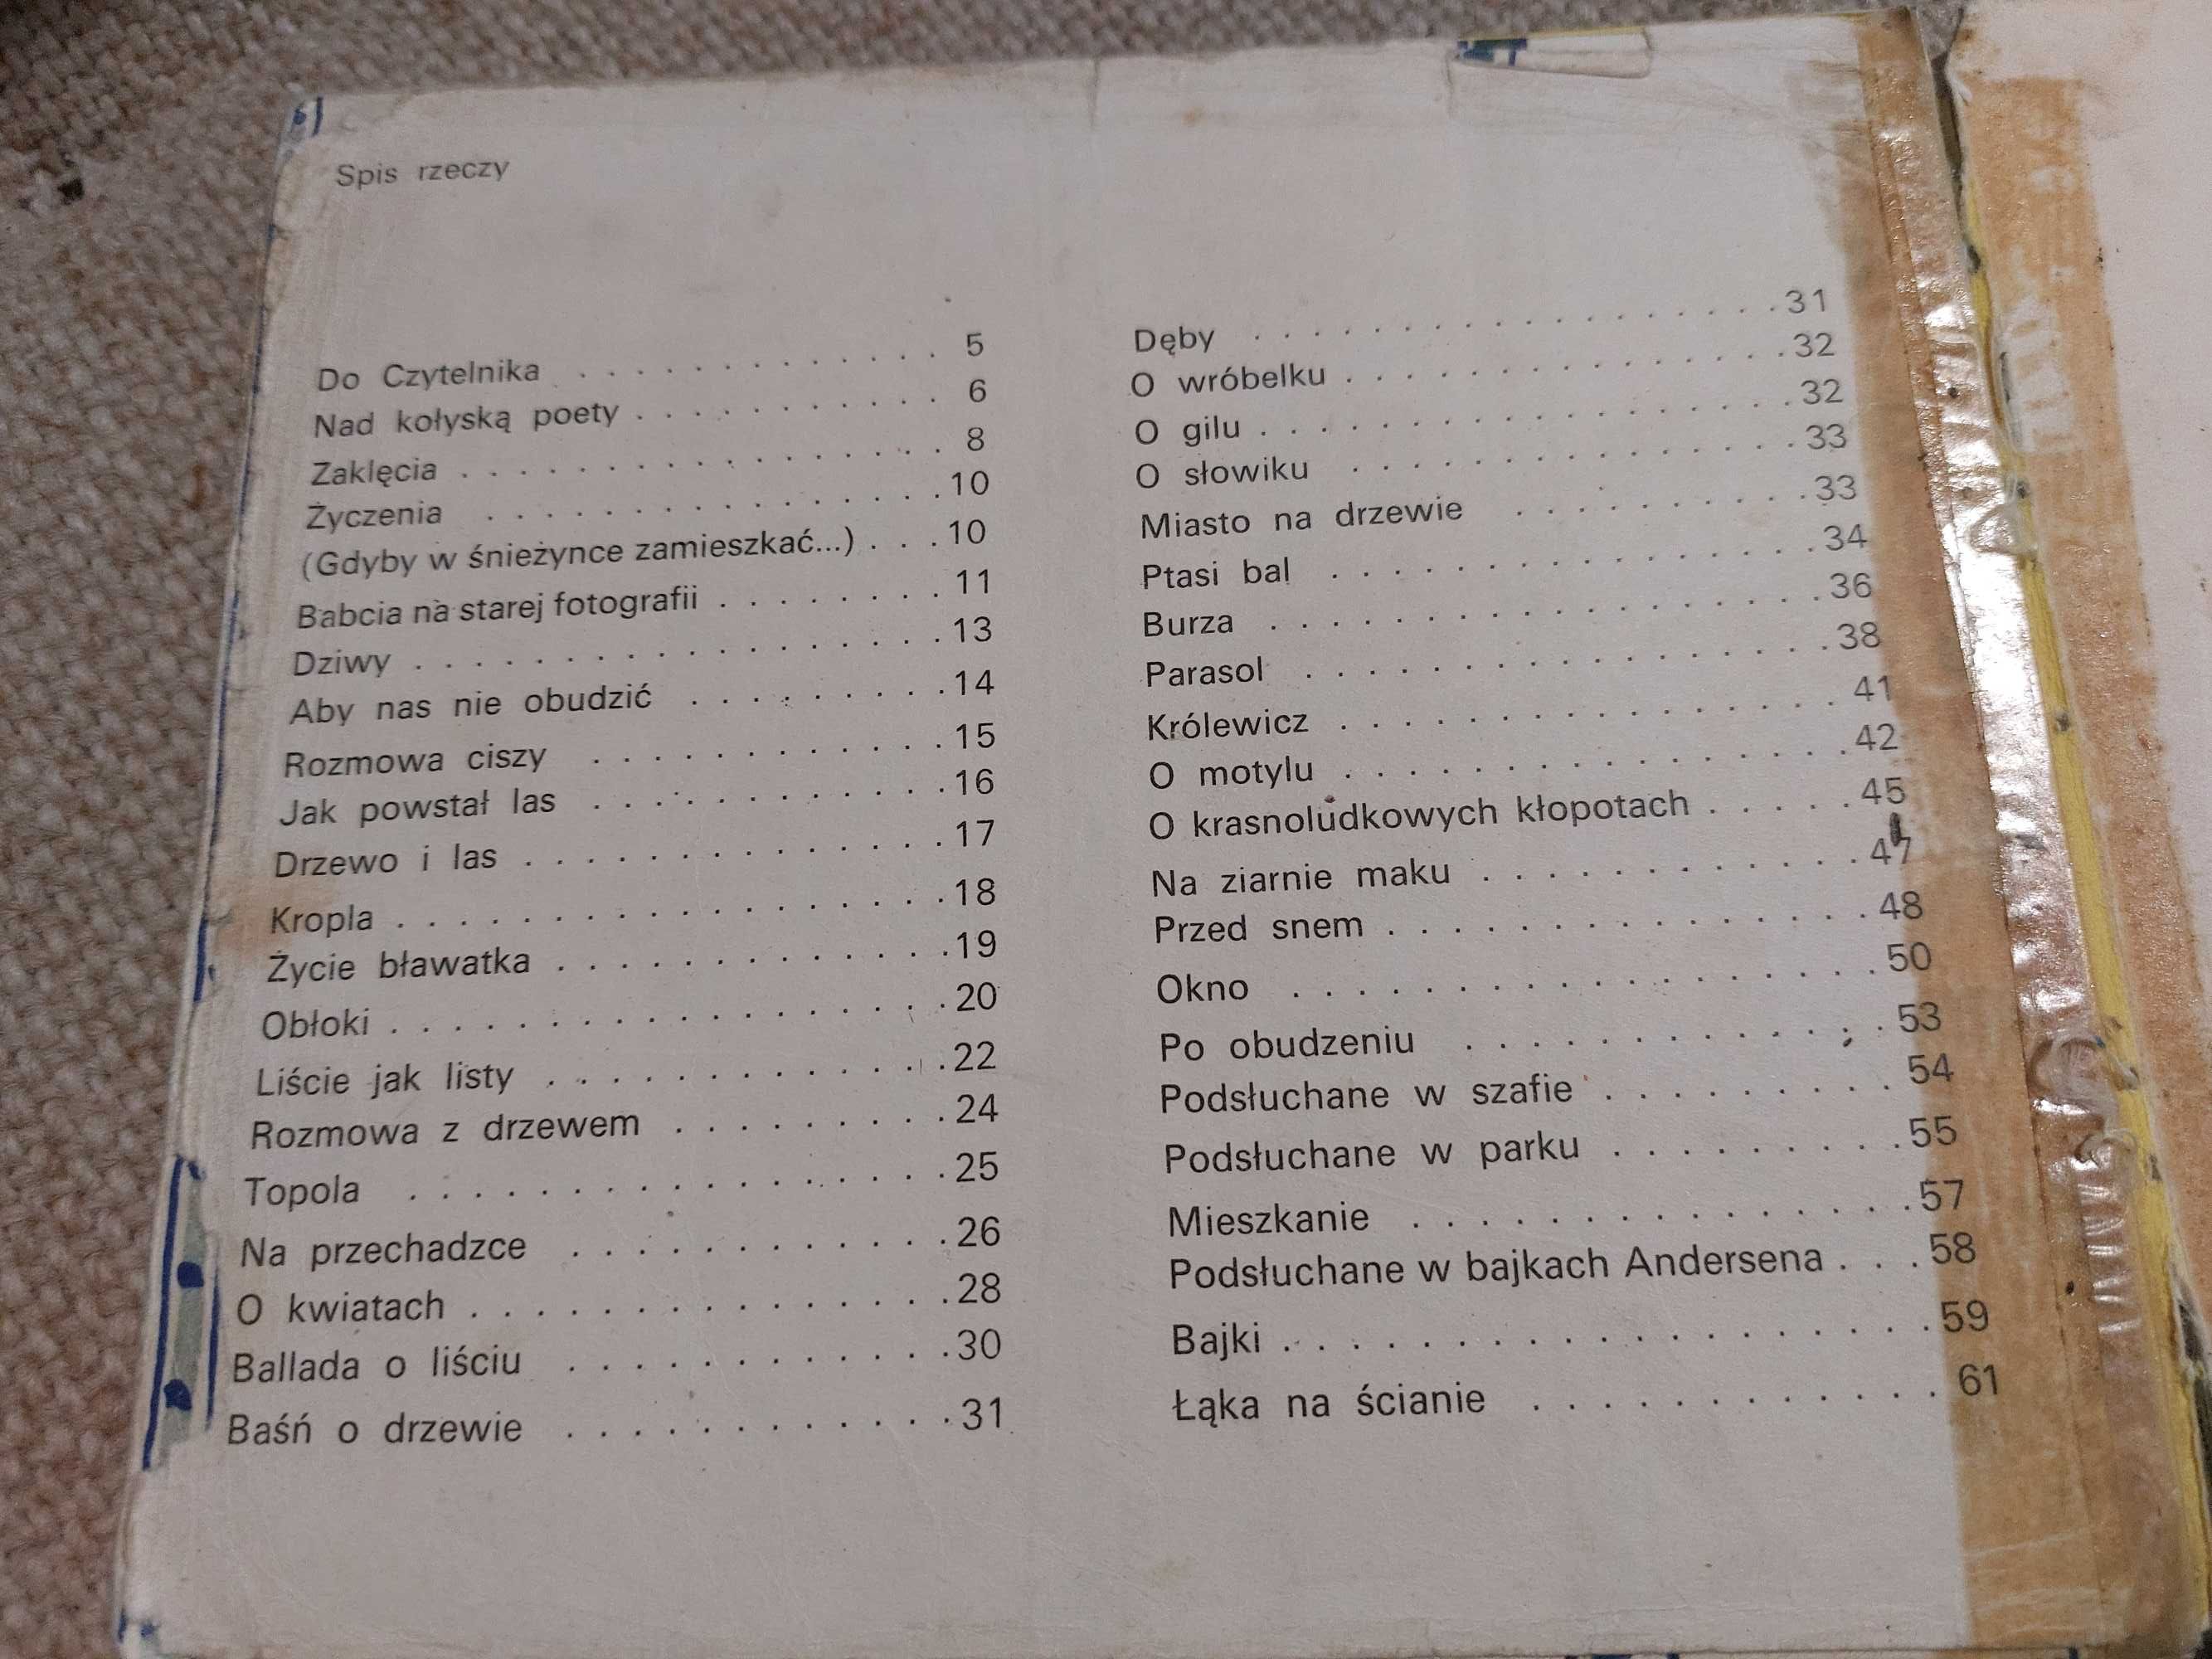 Spis rzeczy
Do Czytelnika . . . . . . . . . . . . 5
Nad kołyską poety . . . . . . . . . . 6
Zaklęcia . . . . . . . . . . . . . . . 8
Życzenia . . . . . . . . . . . . . . 10
(Gdyby w śnieżynce zamieszkać...) . . . 10
Babcia na starej fotografii . . . . . . . . 11
Dziwy . . . . . . . . . . . . . . . . 13
Aby nas nie obudzić . . . . . . . . . 14
Rozmowa ciszy . . . . . . . . . . . . 15
Jak powstał las . . . . . . . . . . . . 16
Drzewo i las . . . . . . . . . . . . . . 17
Kropla . . . . . . . . . . . . . . . . . 18
Życie bławatka . . . . . . . . . . . . . 19
Obłoki . . . . . . . . . . . . . . . . . 20
Liście jak listy . . . . . . . . . . . . . 22
Rozmowa z drzewem . . . . . . . . . 24
Topola . . . . . . . . . . . . . . . . . 25
Na przechadzce . . . . . . . . . . . . 26
O kwiatach . . . . . . . . . . . . . . . 28
Ballada o liściu . . . . . . . . . . . . 30
Baśń o drzewie . . . . . . . . . . . . 31
Dęby . . . . . . . . . . . . . . . . . . 31
O wróbelku . . . . . . . . . . . . . . . 32
O gilu . . . . . . . . . . . . . . . . . 32
O słowiku . . . . . . . . . . . . . . . 33
Miasto na drzewie . . . . . . . . . . 33
Ptasi bal . . . . . . . . . . . . . . . 34
Burza . . . . . . . . . . . . . . . . . 36
Parasol . . . . . . . . . . . . . . . . 38
Królewicz . . . . . . . . . . . . . . . 41
O motylu . . . . . . . . . . . . . . . 42
O krasnoludkowych kłopotach . . . . . 45
Na ziarnie maku . . . . . . . . . . . . 47
Przed snem . . . . . . . . . . . . . . 48
Okno . . . . . . . . . . . . . . . . . 50
Po obudzeniu . . . . . . . . . . . . . 53
Podsłuchane w szafie . . . . . . . . . 54
Podsłuchane w parku . . . . . . . . . 55
Mieszkanie . . . . . . . . . . . . . . 57
Podsłuchane w bajkach Andersena . . . 58
Bajki . . . . . . . . . . . . . . . . . . 59
Łąka na ścianie . . . . . . . . . . . . 61